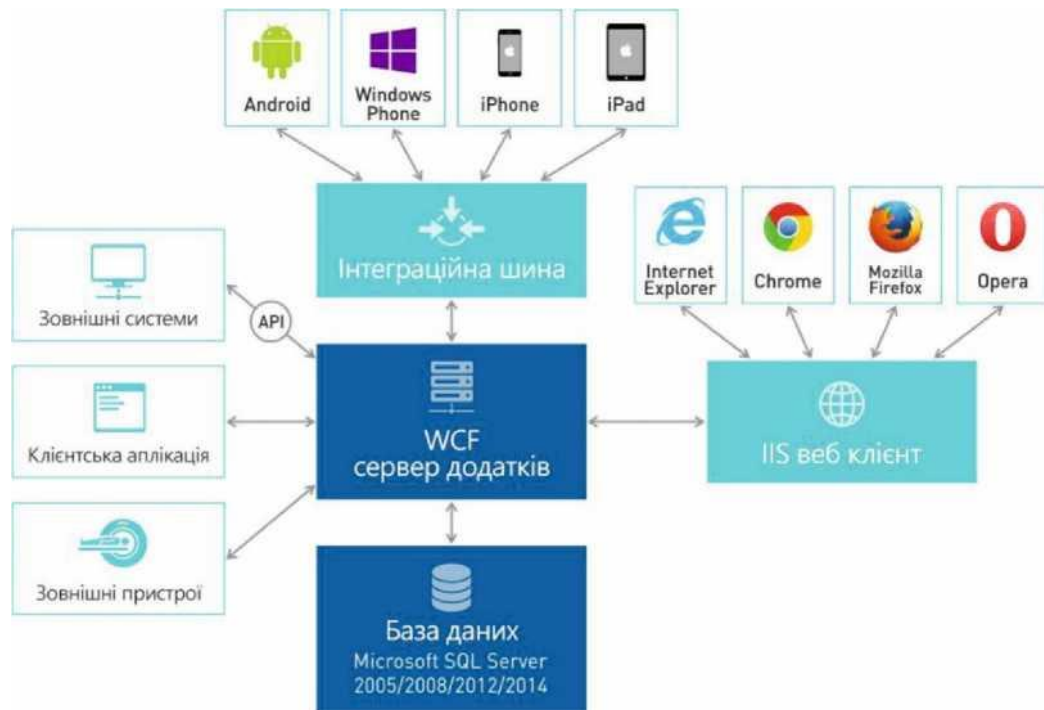 Android
Windows
Phone
iPhone
iPad
Інтеграційна шина
Internet
Explorer
Chrome
Mozilla
Firefox
Opera
Зовнішні системи
API
Клієнтська аплікація
WCF
сервер додатків
IIS веб клієнт
Зовнішні пристрої
База даних
Microsoft SQL Server
2005/2008/2012/2014